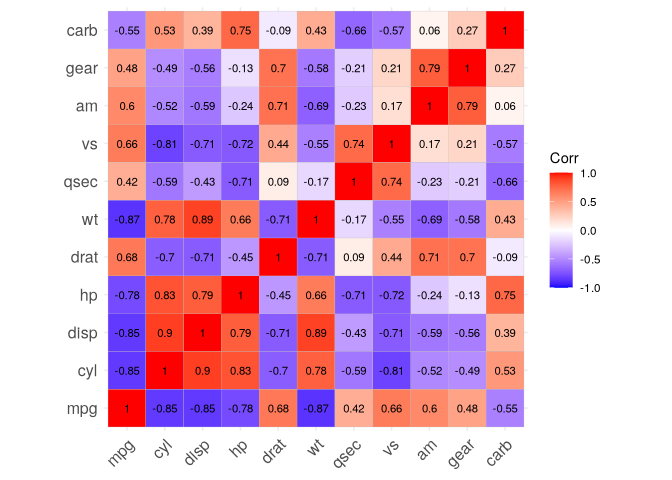 carb -0.55 0.53 0.39 0.75 -0.09 0.43 -0.66 -0.57 0.06 0.27 1
gear 0.48 -0.49 -0.56 -0.13 0.7 -0.58 -0.21 0.21 0.79 1 0.27
am 0.6 -0.52 -0.59 -0.24 0.71 -0.69 -0.23 0.17 1 0.79 0.06
vs 0.66 -0.81 -0.71 -0.72 0.44 -0.55 0.74 1 0.17 0.21 -0.57
qsec 0.42 -0.59 -0.43 -0.71 0.09 -0.17 1 0.74 -0.23 -0.21 -0.66
wt -0.87 0.78 0.89 0.66 -0.71 1 -0.17 -0.55 -0.69 -0.58 0.43
drat 0.68 -0.7 -0.71 -0.45 1 -0.71 0.09 0.44 0.71 0.7 -0.09
hp -0.78 0.83 0.79 1 -0.45 0.66 -0.71 -0.72 -0.24 -0.13 0.75
disp -0.85 0.9 1 0.79 -0.71 0.89 -0.43 -0.71 -0.59 -0.56 0.39
cyl -0.85 1 0.9 0.83 -0.7 0.78 -0.59 -0.81 -0.52 -0.49 0.53
mpg 1 -0.85 -0.85 -0.78 0.68 -0.87 0.42 0.66 0.6 0.48 -0.55
mpg cyl disp hp drat wt qsec vs am gear carb
Corr
1.0
0.5
0.0
-0.5
-1.0